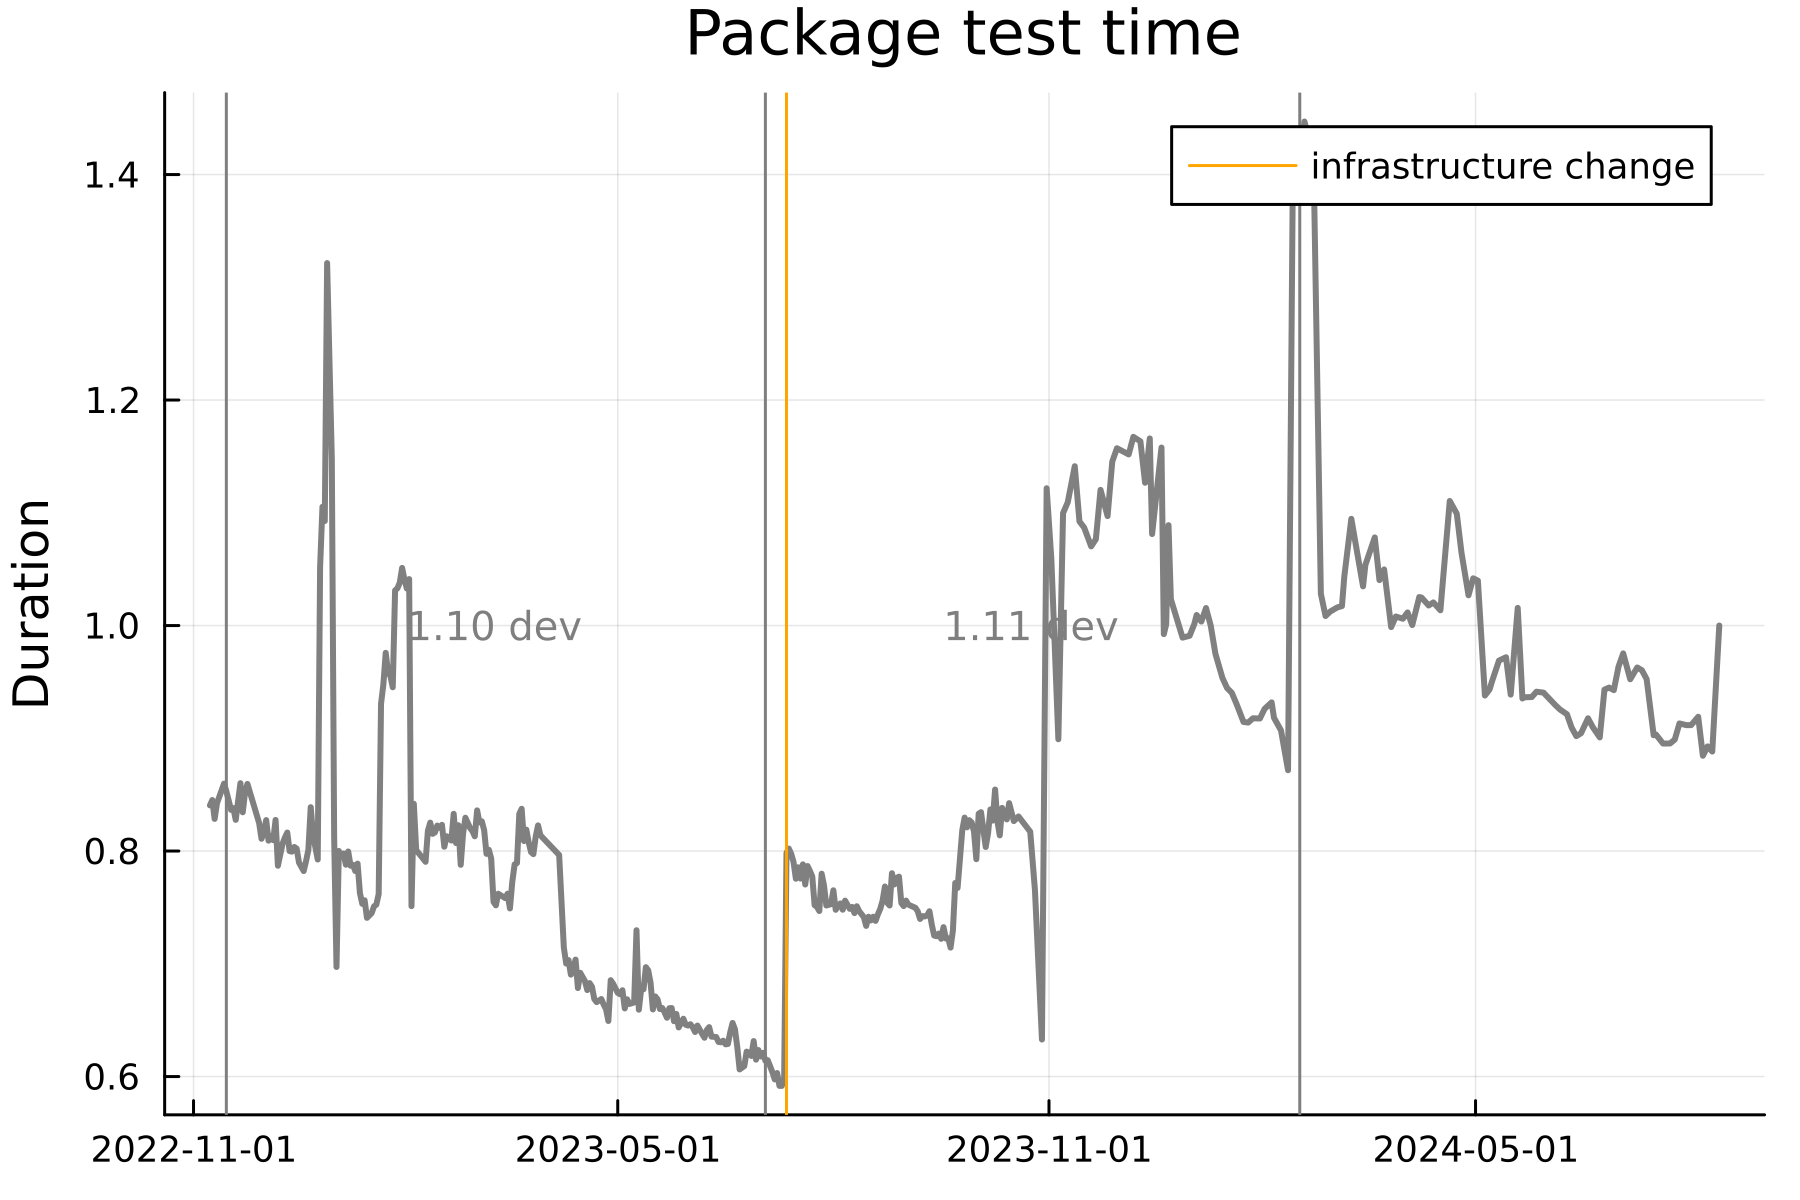 Package test time
infrastructure change
1.4
1.2
1.0
0.8
0.6
Duration
1.10 dev
1.11 dev
2022-11-01
2023-05-01
2023-11-01
2024-05-01